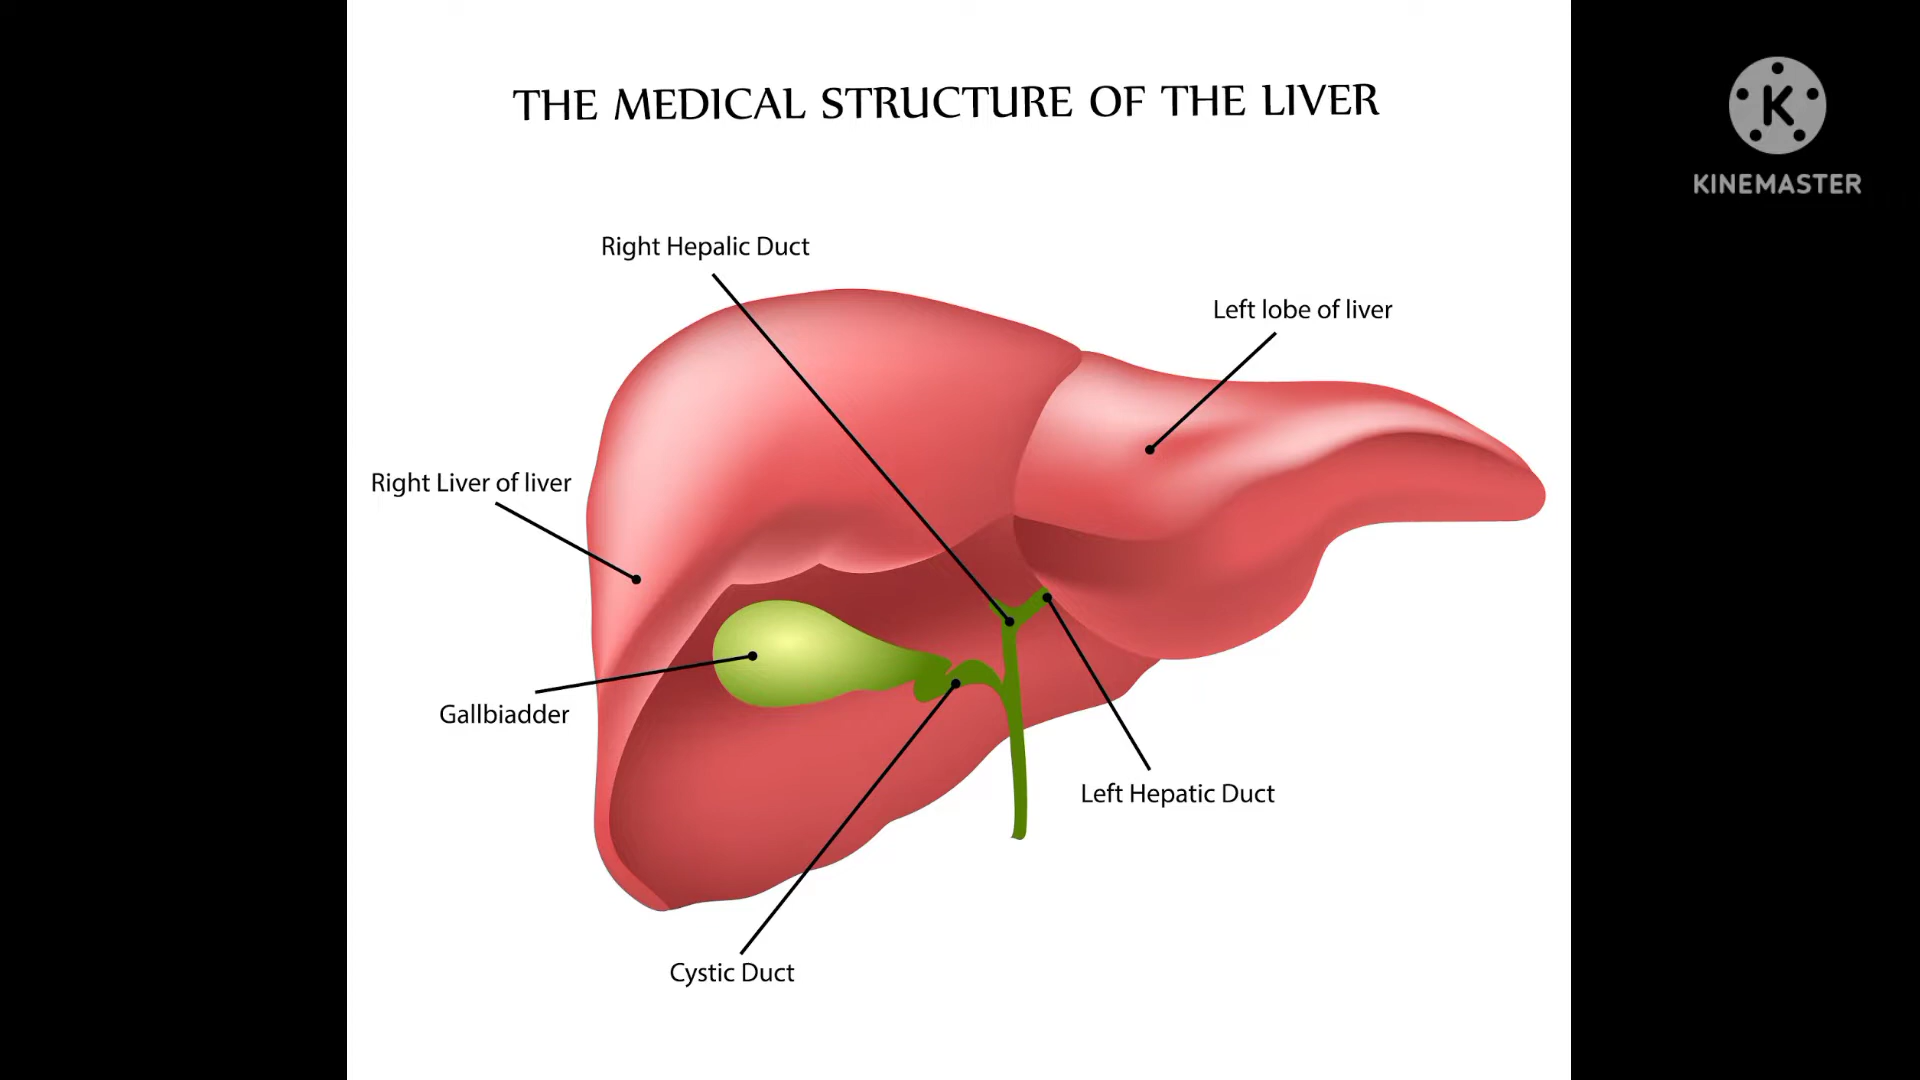 THE MEDICAL STRUCTURE OF THE LIVER
K
KINEMASTER
Right Hepalic Duct
Left lobe of liver
Right Liver of liver
Gallbiadder
Left Hepatic Duct
Cystic Duct